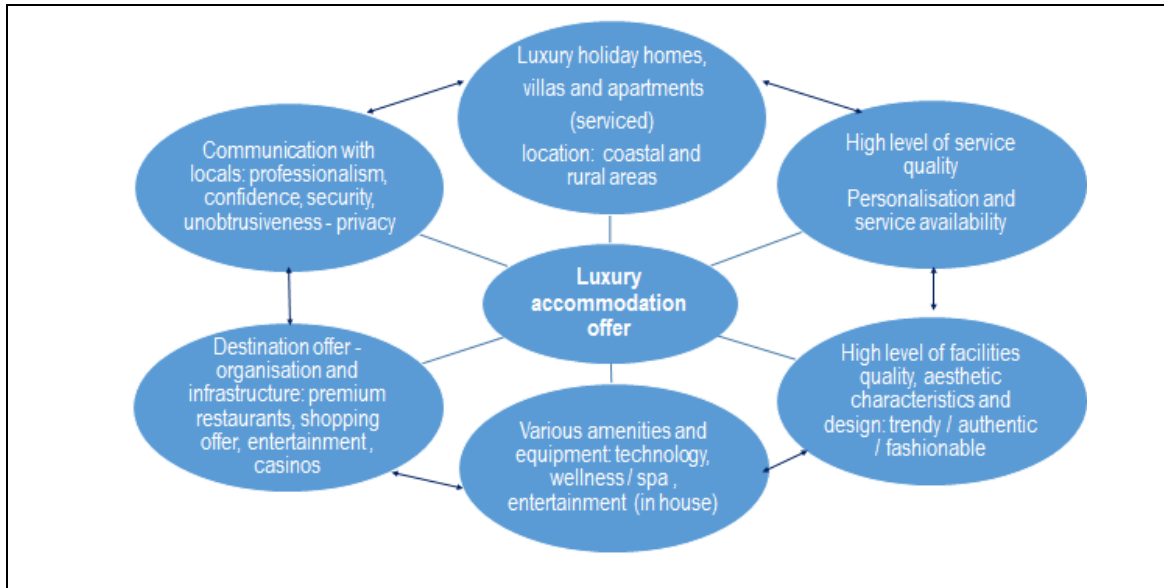 Luxury holiday homes,
villas and apartments
(serviced)
location: coastal and
rural areas
Communication with
locals: professionalism,
confidence, security,
unobtrusiveness - privacy
High level of service
quality
Personalisation and
service availability
Luxury
accommodation
offer
Destination offer -
organisation and
infrastructure: premium
restaurants, shopping
offer, entertainment ,
casinos
High level of facilities
quality, aesthetic
characteristics and
design: trendy / authentic
/ fashionable
Various amenities and
equipment: technology,
wellness / spa ,
entertainment (in house)